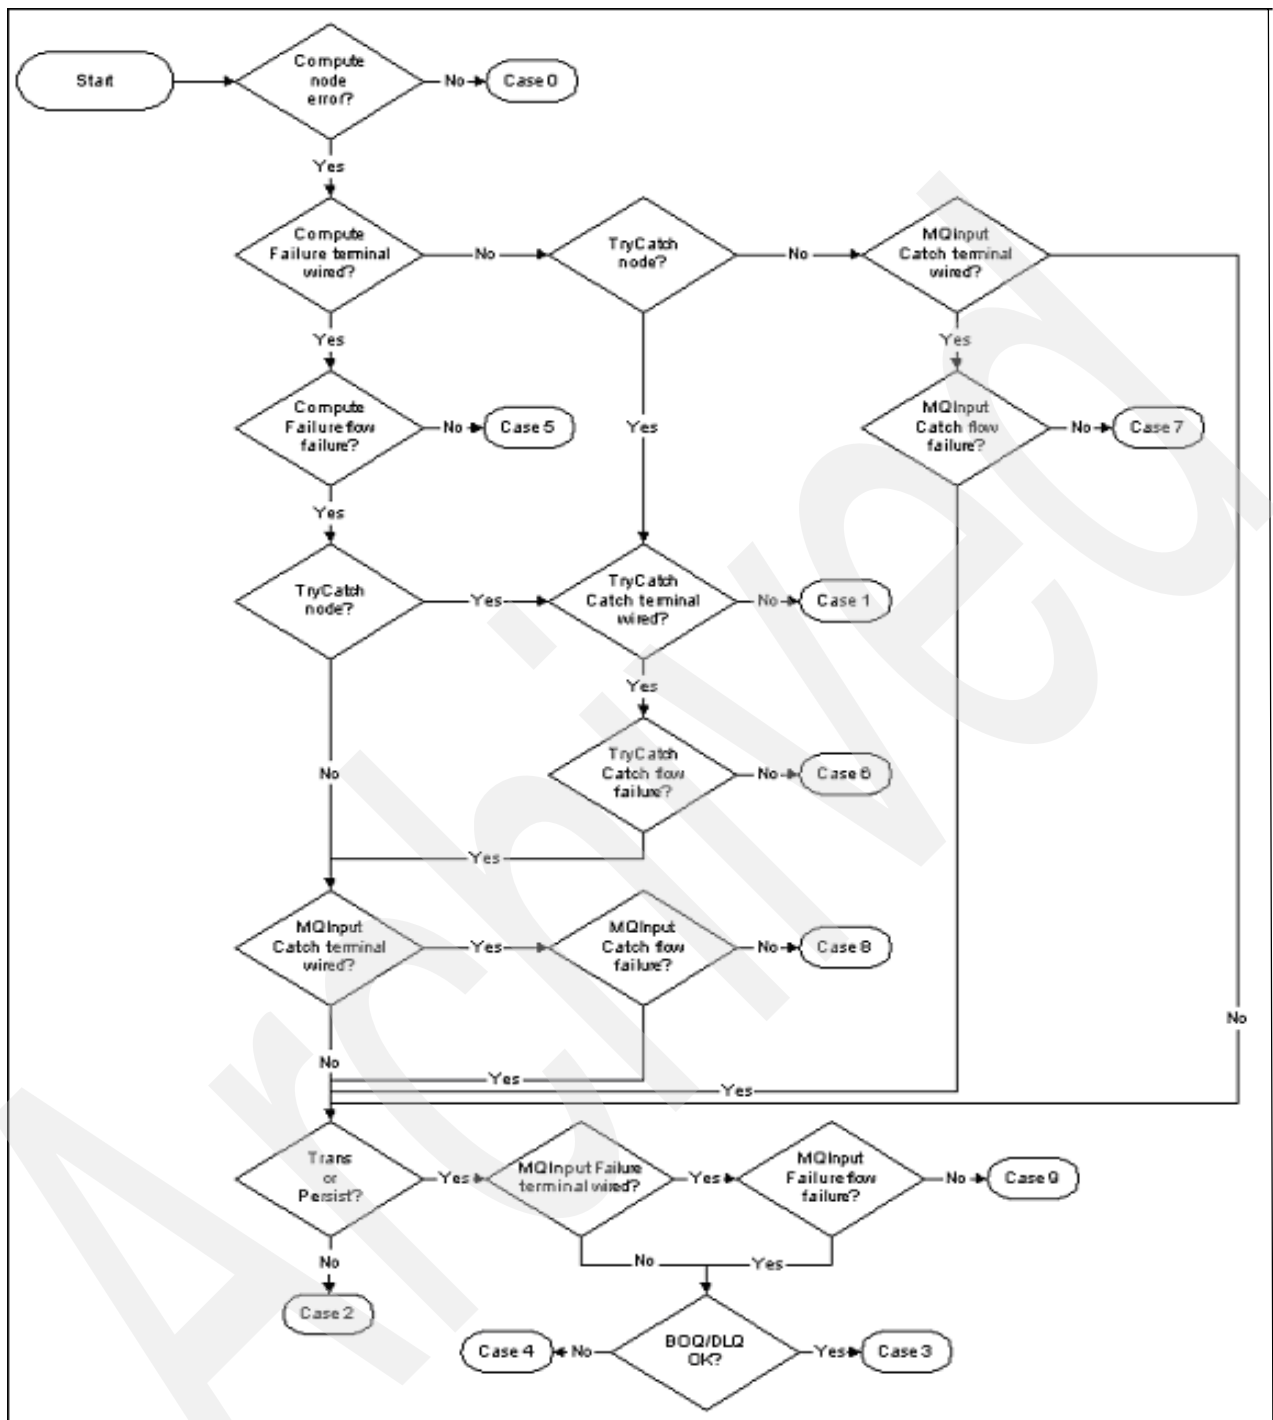 Start
Compute
node
error?
No
Case 0
Yes
Compute
Failure terminal
wired?
No
TryCatch
node?
No
MQInput
Catch terminal
wired?
Yes
Yes
Compute
Failure flow
failure?
No
Case 5
Yes
MQInput
Catch flow
failure?
No
Case 7
Yes
TryCatch
node?
Yes
TryCatch
Catch terminal
wired?
No
Case 1
Yes
TryCatch
Catch flow
failure?
No
Case 6
No
Yes
MQInput
Catch terminal
wired?
Yes
MQInput
Catch flow
failure?
No
Case 8
No
No
Yes
Yes
Trans
or
Persist?
Yes
MQInput Failure
terminal wired?
Yes
MQInput
Failure flow
failure?
No
Case 9
No
No
Yes
Case 2
BOQ/DLQ
OK?
No
Case 4
Yes
Case 3
Archived